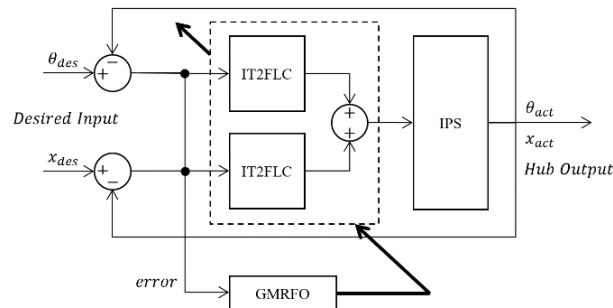 θ_des
−
+
IT2FLC
Desired Input
+
+
IPS
θ_act
x_act
Hub Output
x_des
+
−
IT2FLC
error
GMRFO